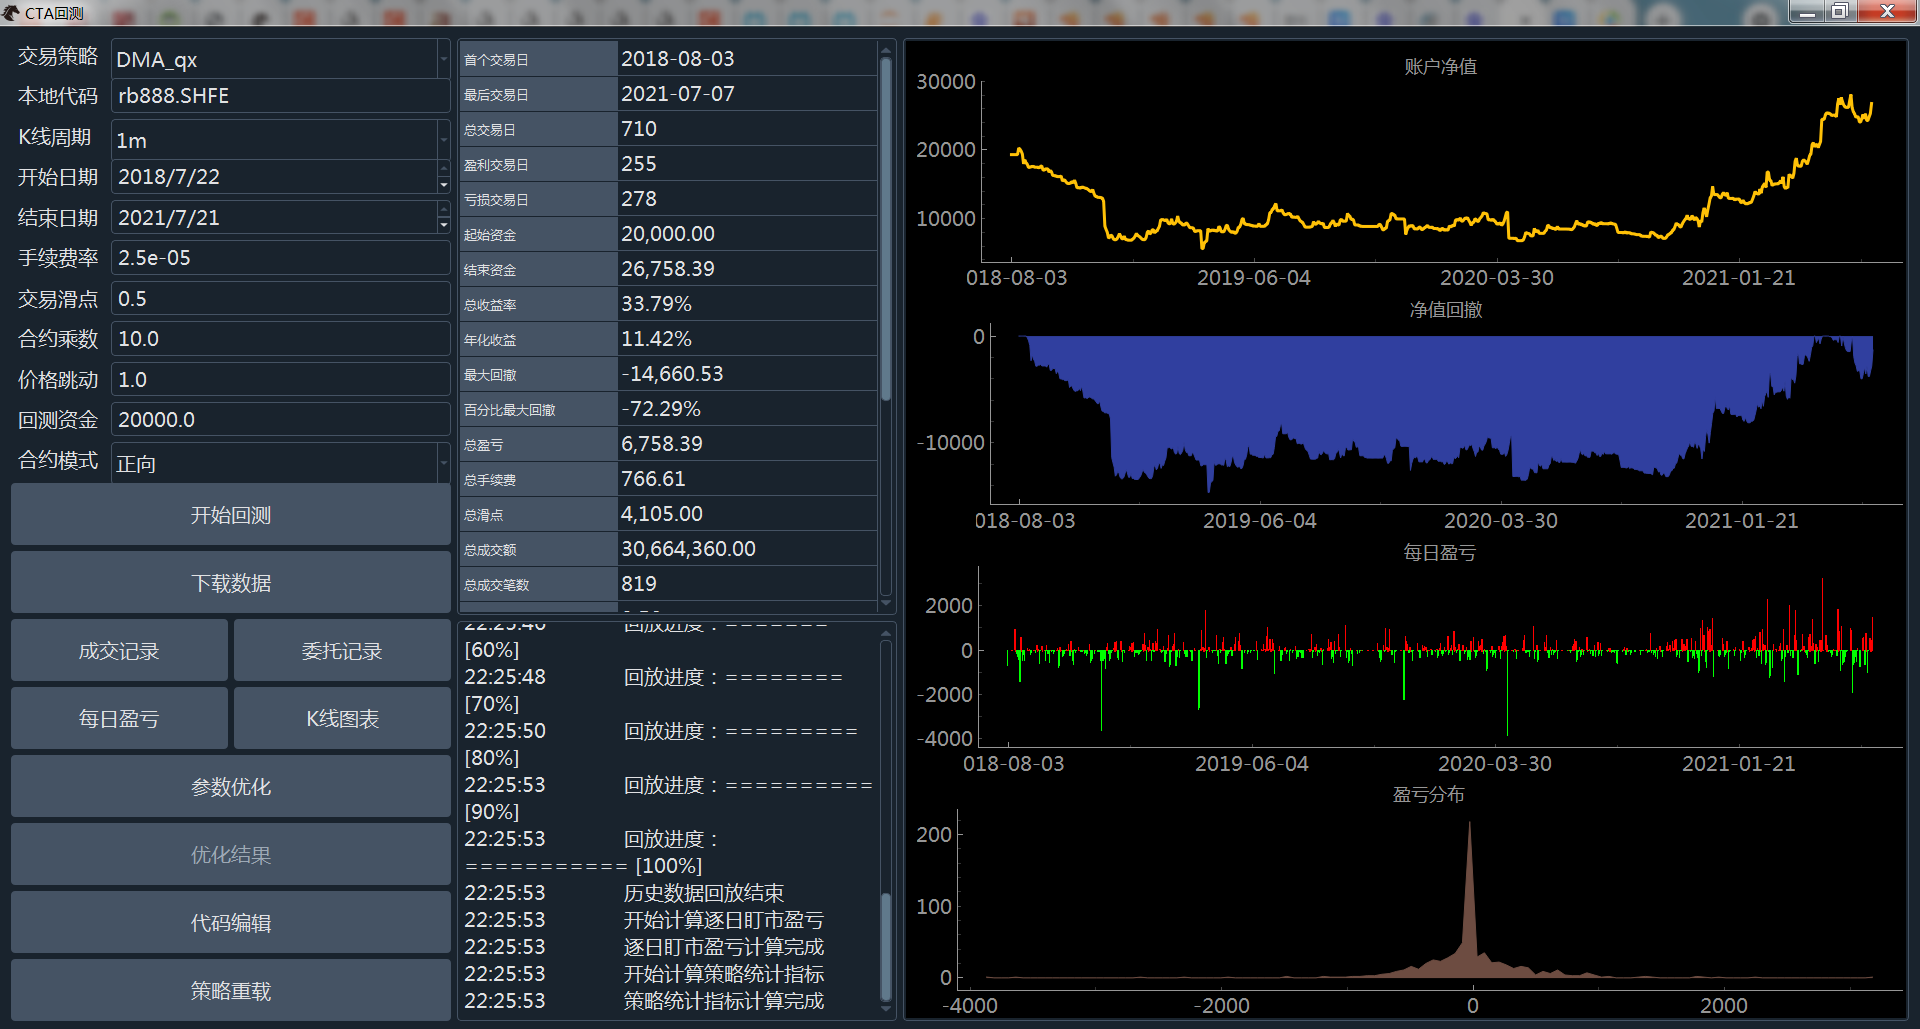 CTA回测
交易策略 DMA_qx
本地代码 rb888.SHFE
K线周期 1m
开始日期 2018/7/22
结束日期 2021/7/21
手续费率 2.5e-05
交易滑点 0.5
合约乘数 10.0
价格跳动 1.0
回测资金 20000.0
合约模式 正向
开始回测
下载数据
成交记录 委托记录
每日盈亏 K线图表
参数优化
优化结果
代码编辑
策略重载
首个交易日 2018-08-03
最后交易日 2021-07-07
总交易日 710
盈利交易日 255
亏损交易日 278
起始资金 20,000.00
结束资金 26,758.39
总收益率 33.79%
年化收益 11.42%
最大回撤 -14,660.53
百分比最大回撤 -72.29%
总盈亏 6,758.39
总手续费 766.61
总滑点 4,105.00
总成交额 30,664,360.00
总成交笔数 819
22:25:46 回放进度：=======
[60%]
22:25:48 回放进度：========
[70%]
22:25:50 回放进度：=========
[80%]
22:25:53 回放进度：==========
[90%]
22:25:53 回放进度：
=========== [100%]
22:25:53 历史数据回放结束
22:25:53 开始计算逐日盯市盈亏
22:25:53 逐日盯市盈亏计算完成
22:25:53 开始计算策略统计指标
22:25:53 策略统计指标计算完成
账户净值
30000
20000
10000
018-08-03 2019-06-04 2020-03-30 2021-01-21
净值回撤
0
-10000
018-08-03 2019-06-04 2020-03-30 2021-01-21
每日盈亏
2000
0
-2000
-4000
018-08-03 2019-06-04 2020-03-30 2021-01-21
盈亏分布
200
100
0
-4000 -2000 0 2000